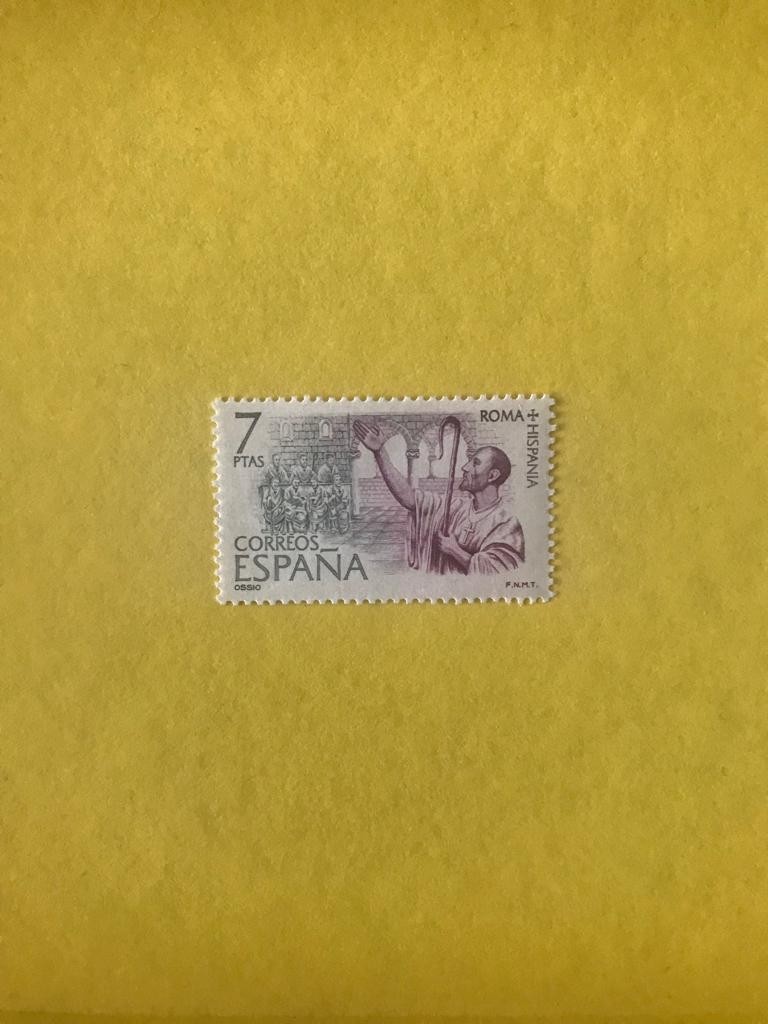 7
PTAS
ROMA ✢
HISPANIA
CORREOS
ESPAÑA
OSSIO
F.N.M.T.